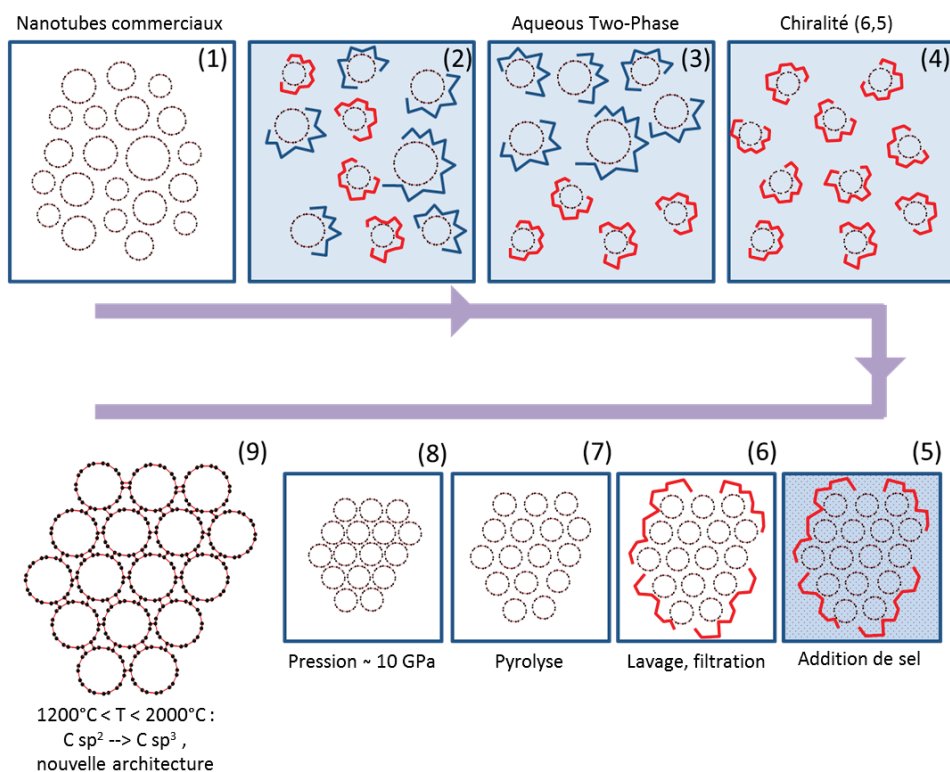 Nanotubes commerciaux
Aqueous Two-Phase
Chiralité (6,5)
(1)
(2)
(3)
(4)
(9)
(8)
(7)
(6)
(5)
Pression ~ 10 GPa
Pyrolyse
Lavage, filtration
Addition de sel
1200°C < T < 2000°C :
C sp² --> C sp³ ,
nouvelle architecture